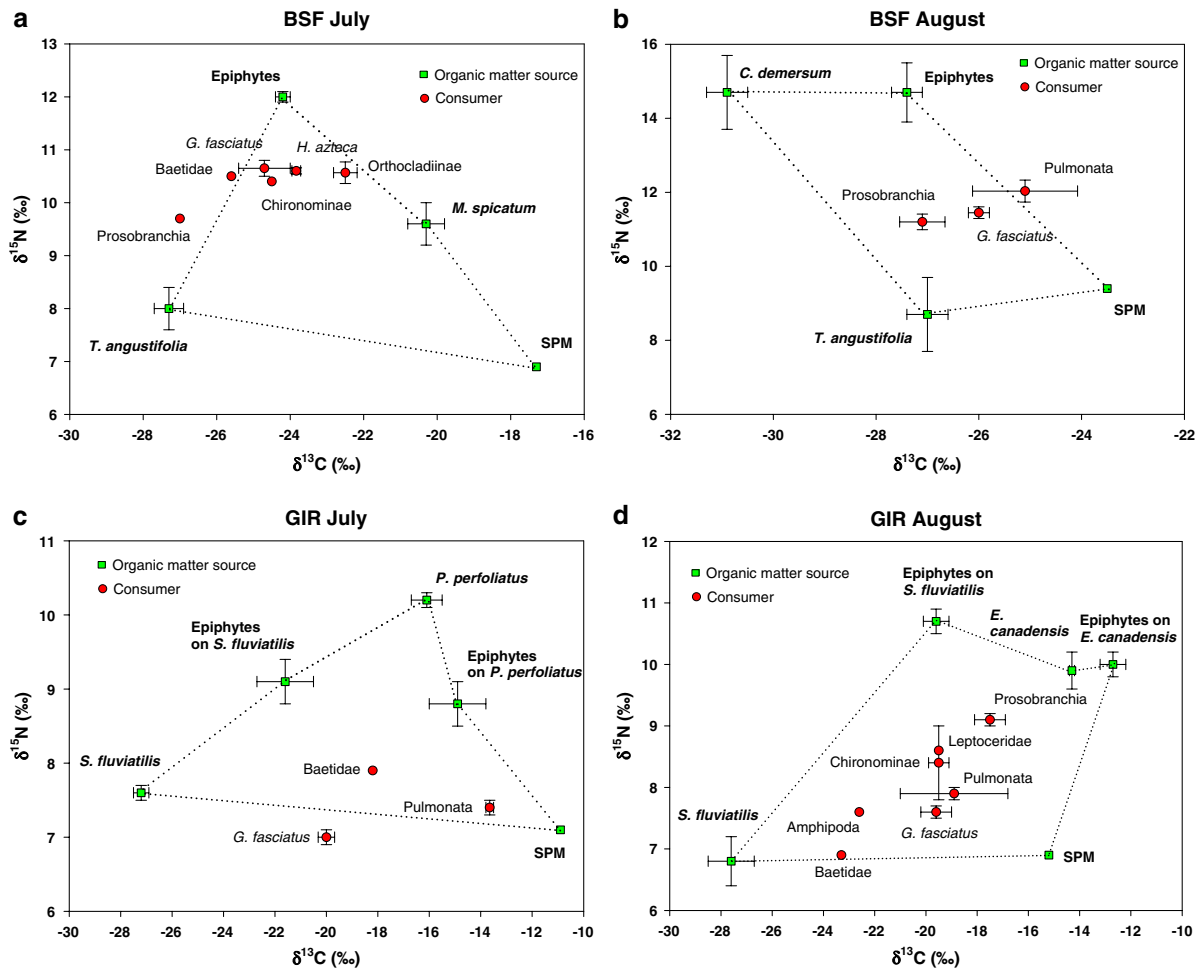 a
BSF July
13
12
11
10
9
8
7
6
-30
-28
-26
-24
-22
-20
-18
-16
δ15N (‰)
δ13C (‰)
Organic matter source
Consumer
Epiphytes
G. fasciatus
H. azteca
Baetidae
Orthocladiinae
Chironominae
M. spicatum
Prosobranchia
T. angustifolia
SPM
b
BSF August
16
14
12
10
8
6
-32
-28
-26
-24
-22
δ15N (‰)
δ13C (‰)
Organic matter source
Consumer
C. demersum
Epiphytes
Pulmonata
Prosobranchia
G. fasciatus
SPM
T. angustifolia
c
GIR July
11
10
9
8
7
6
-30
-28
-26
-24
-22
-20
-18
-16
-14
-12
-10
δ15N (‰)
δ13C (‰)
Organic matter source
Consumer
P. perfoliatus
Epiphytes
on S. fluviatilis
Epiphytes
on P. perfoliatus
S. fluviatilis
Baetidae
Pulmonata
G. fasciatus
SPM
d
GIR August
12
11
10
9
8
7
6
-30
-28
-26
-24
-22
-20
-18
-16
-14
-12
-10
δ15N (‰)
δ13C (‰)
Organic matter source
Consumer
Epiphytes on
S. fluviatilis
E.
canadensis
Epiphytes on
E. canadensis
Prosobranchia
Leptoceridae
Chironominae
Pulmonata
S. fluviatilis
Amphipoda
G. fasciatus
Baetidae
SPM